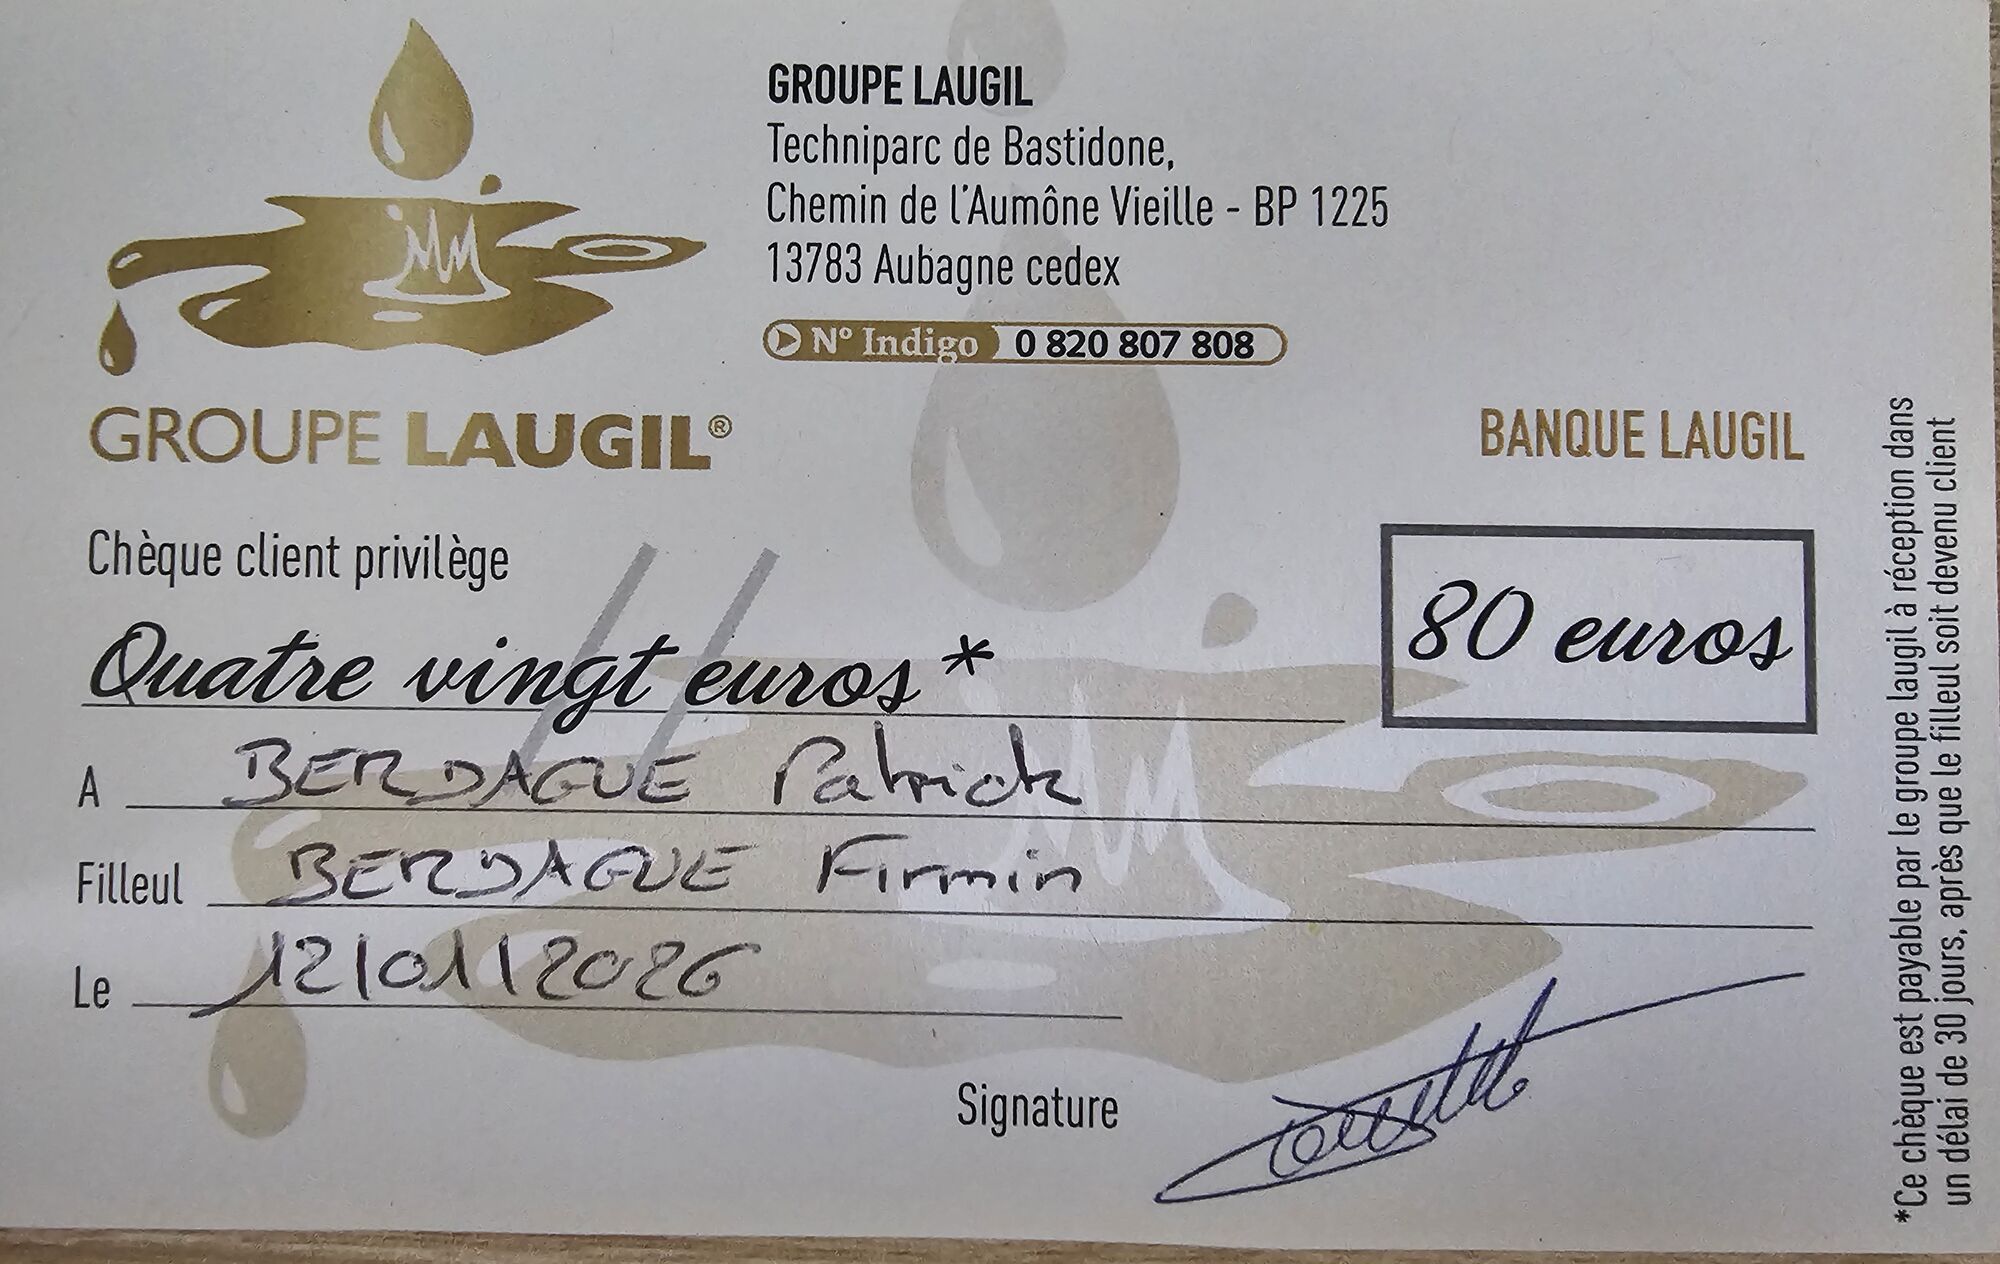 GROUPE LAUGIL
Techniparc de Bastidone,
Chemin de l'Aumône Vieille - BP 1225
13783 Aubagne cedex
N° Indigo 0 820 807 808
GROUPE LAUGIL®
BANQUE LAUGIL
Chèque client privilège
Quatre vingt euros*
80 euros
A BERDAGUE Patrick
Filleul BERDAGUE Firmin
Le 12/01/2026
Signature
*Ce chèque est payable par le groupe laugil à réception dans
un délai de 30 jours, après que le filleul soit devenu client